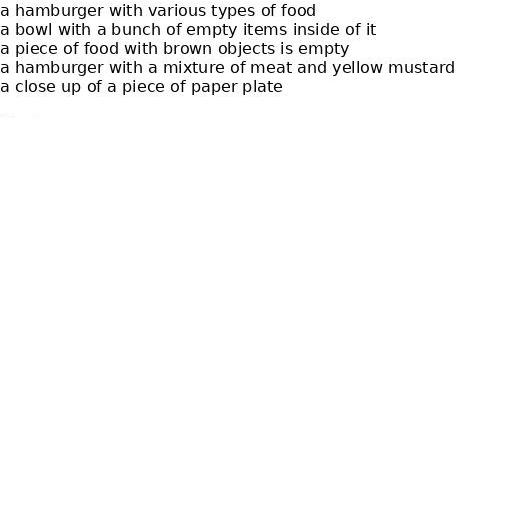 a hamburger with various types of food
a bowl with a bunch of empty items inside of it
a piece of food with brown objects is empty
a hamburger with a mixture of meat and yellow mustard
a close up of a piece of paper plate